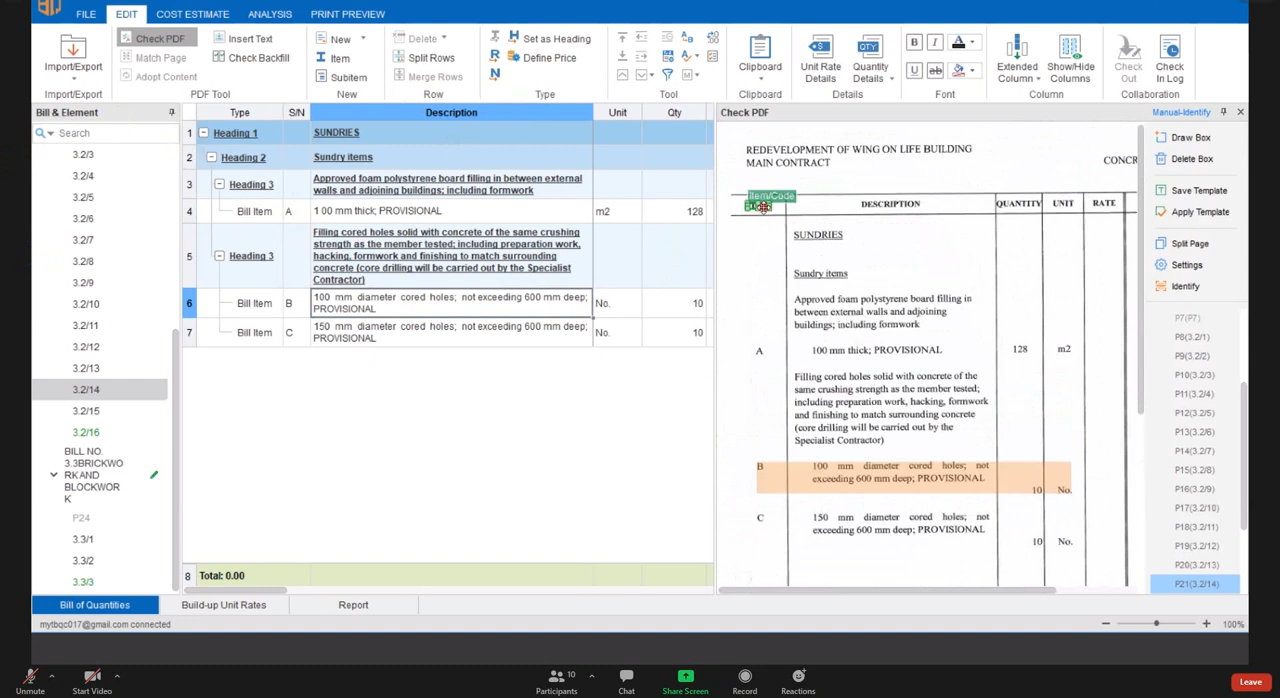 FILE EDIT COST ESTIMATE ANALYSIS PRINT PREVIEW
Import/Export
Import/Export
Check PDF
Match Page
Adopt Content
Insert Text
Check Backfill
PDF Tool
New
Item
Subitem
New
Delete
Split Rows
Merge Rows
Row
Set as Heading
Define Price
Type
Tool
Clipboard
Clipboard
Unit Rate Details
Quantity Details
Details
Font
Extended Column
Show/Hide Columns
Column
Check Out
Check In Log
Collaboration
Bill & Element
Search
3.2/3
3.2/4
3.2/5
3.2/6
3.2/7
3.2/8
3.2/9
3.2/10
3.2/11
3.2/12
3.2/13
3.2/14
3.2/15
3.2/16
BILL NO.
3.3BRICKWO
RK AND
BLOCKWOR
K
P24
3.3/1
3.3/2
3.3/3
Type S/N Description Unit Qty
1 Heading 1 SUNDRIES
2 Heading 2 Sundry items
3 Heading 3 Approved foam polystyrene board filling in between external
walls and adjoining buildings; including formwork
4 Bill Item A 1 00 mm thick; PROVISIONAL m2 128
5 Heading 3 Filling cored holes solid with concrete of the same crushing
strength as the member tested; including preparation work,
hacking, formwork and finishing to match surrounding
concrete (core drilling will be carried out by the Specialist
Contractor)
6 Bill Item B 100 mm diameter cored holes; not exceeding 600 mm deep;
PROVISIONAL No. 10
7 Bill Item C 150 mm diameter cored holes; not exceeding 600 mm deep;
PROVISIONAL No. 10
8 Total: 0.00
Bill of Quantities Build-up Unit Rates Report
mytbqc017@gmail.com connected
Check PDF
Manual-Identify
REDEVELOPMENT OF WING ON LIFE BUILDING
MAIN CONTRACT
CONCR
Item/Code
DESCRIPTION QUANTITY UNIT RATE
SUNDRIES
Sundry items
Approved foam polystyrene board filling in
between external walls and adjoining
buildings; including formwork
A 100 mm thick; PROVISIONAL 128 m2
Filling cored holes solid with concrete of the
same crushing strength as the member tested;
including preparation work, hacking, formwork
and finishing to match surrounding concrete
(core drilling will be carried out by the
Specialist Contractor)
B 100 mm diameter cored holes; not
exceeding 600 mm deep; PROVISIONAL
10 No.
C 150 mm diameter cored holes; not
exceeding 600 mm deep; PROVISIONAL
10 No.
Draw Box
Delete Box
Save Template
Apply Template
Split Page
Settings
Identify
P7(P7)
P8(3.2/1)
P9(3.2/2)
P10(3.2/3)
P11(3.2/4)
P12(3.2/5)
P13(3.2/6)
P14(3.2/7)
P15(3.2/8)
P16(3.2/9)
P17(3.2/10)
P18(3.2/11)
P19(3.2/12)
P20(3.2/13)
P21(3.2/14)
100%
Unmute
Start Video
Participants 10
Chat
Share Screen
Record
Reactions
Leave